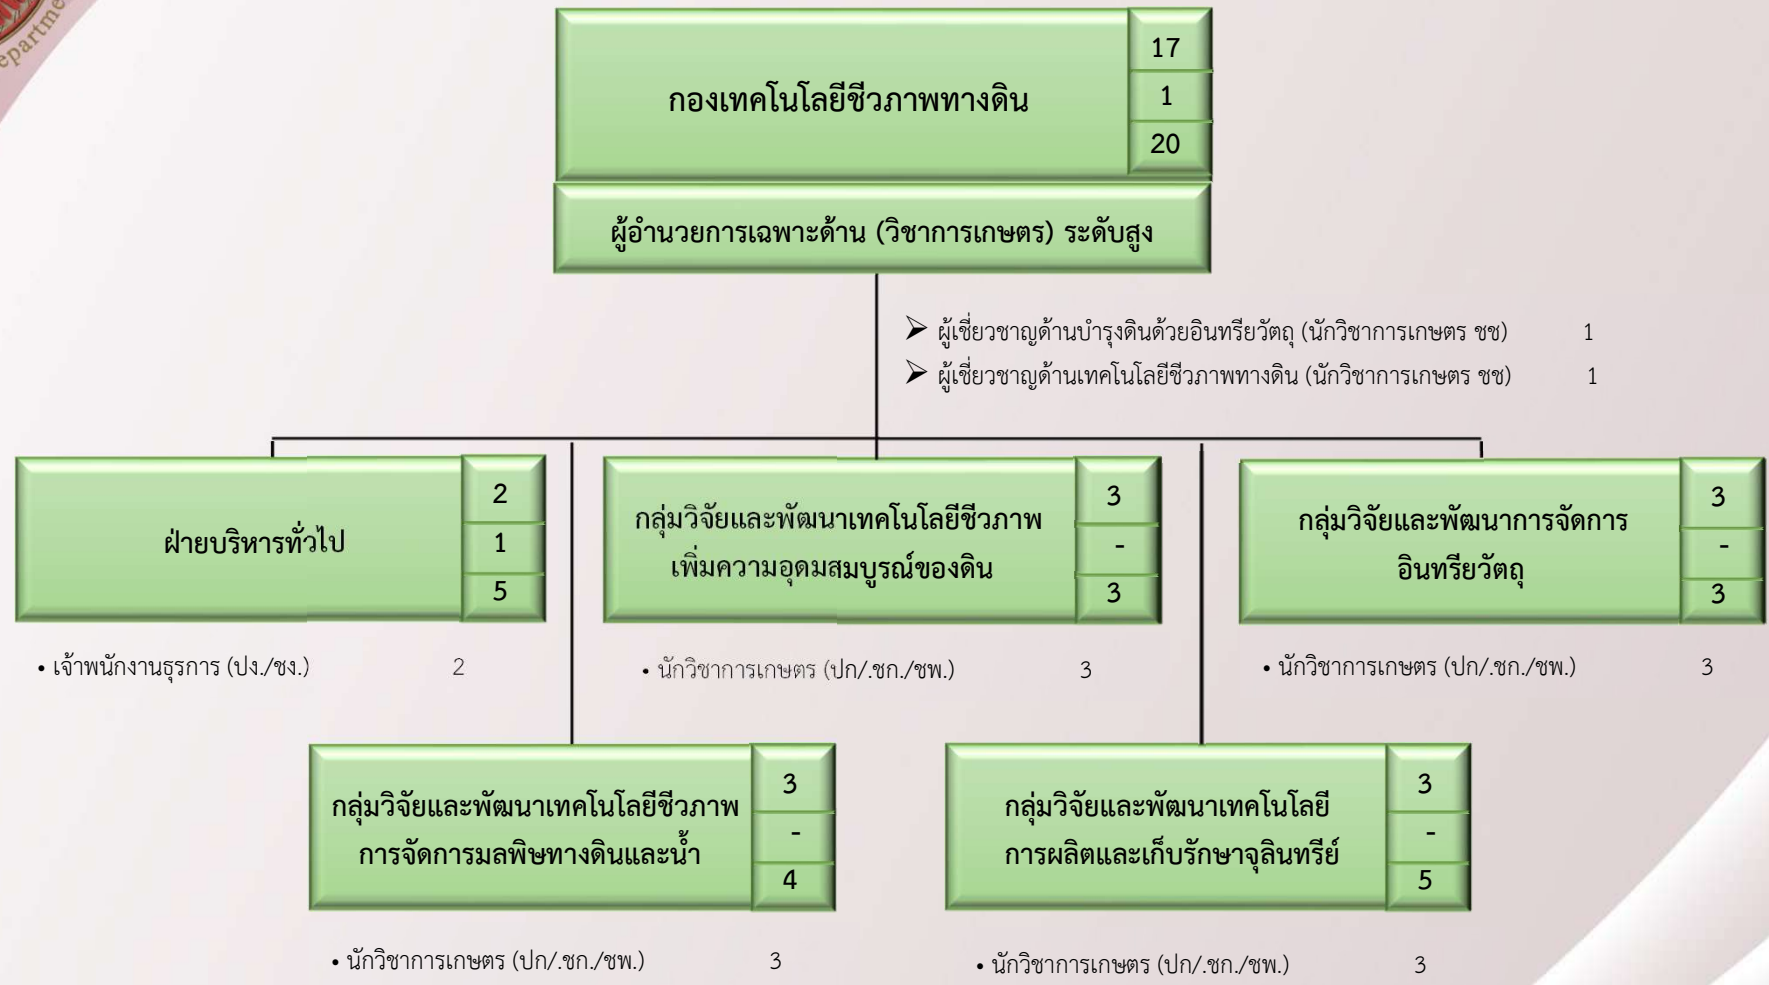 epartme
กองเทคโนโลยีชีวภาพทางดิน
17
1
20
ผู้อำนวยการเฉพาะด้าน (วิชาการเกษตร) ระดับสูง
➢ ผู้เชี่ยวชาญด้านบำรุงดินด้วยอินทรียวัตถุ (นักวิชาการเกษตร ชช) 1
➢ ผู้เชี่ยวชาญด้านเทคโนโลยีชีวภาพทางดิน (นักวิชาการเกษตร ชช) 1
ฝ่ายบริหารทั่วไป
2
1
5
• เจ้าพนักงานธุรการ (ปง./ชง.) 2
กลุ่มวิจัยและพัฒนาเทคโนโลยีชีวภาพ
เพิ่มความอุดมสมบูรณ์ของดิน
3
-
3
• นักวิชาการเกษตร (ปก/.ชก./ชพ.) 3
กลุ่มวิจัยและพัฒนาการจัดการ
อินทรียวัตถุ
3
-
3
• นักวิชาการเกษตร (ปก/.ชก./ชพ.) 3
กลุ่มวิจัยและพัฒนาเทคโนโลยีชีวภาพ
การจัดการมลพิษทางดินและน้ำ
3
-
4
• นักวิชาการเกษตร (ปก/.ชก./ชพ.) 3
กลุ่มวิจัยและพัฒนาเทคโนโลยี
การผลิตและเก็บรักษาจุลินทรีย์
3
-
5
• นักวิชาการเกษตร (ปก/.ชก./ชพ.) 3